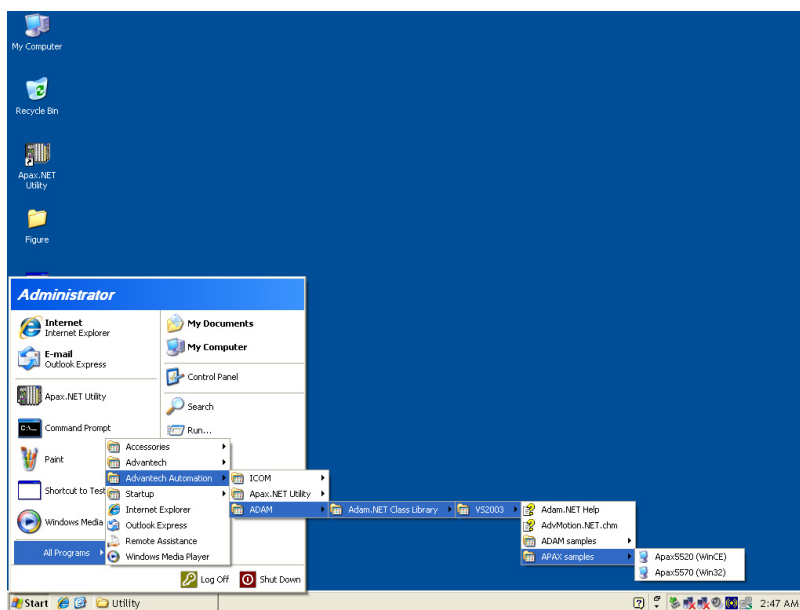 My Computer
Recycle Bin
Apax.NET
Utility
Figure
Administrator
Internet
Internet Explorer
E-mail
Outlook Express
Apax.NET Utility
Command Prompt
Paint
Shortcut to Test
Windows Media
All Programs
My Documents
My Computer
Control Panel
Search
Run...
Accessories
Advantech
Advantech Automation
Startup
Internet Explorer
Outlook Express
Remote Assistance
Windows Media Player
ICOM
Apax.NET Utility
ADAM
Adam.NET Class Library
VS2003
Adam.NET Help
AdvMotion.NET.chm
ADAM samples
APAX samples
Apax5520 (WinCE)
Apax5570 (Win32)
Log Off
Shut Down
Start
Utility
2:47 AM